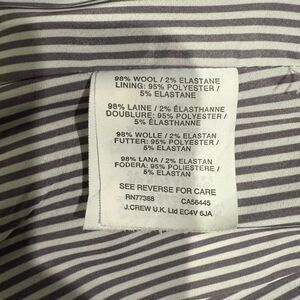 98% WOOL / 2% ELASTANE
LINING: 95% POLYESTER /
5% ELASTANE
98% LAINE / 2% ÉLASTHANNE
DOUBLURE: 95% POLYESTER /
5% ÉLASTHANNE
98% WOLLE / 2% ELASTAN
FUTTER: 95% POLYESTER /
5% ELASTAN
98% LANA / 2% ELASTAN
FODERA: 95% POLIESTERE /
5% ELASTAN
SEE REVERSE FOR CARE
RN77388 CA56445
J.CREW U.K. Ltd EC4V 6JA